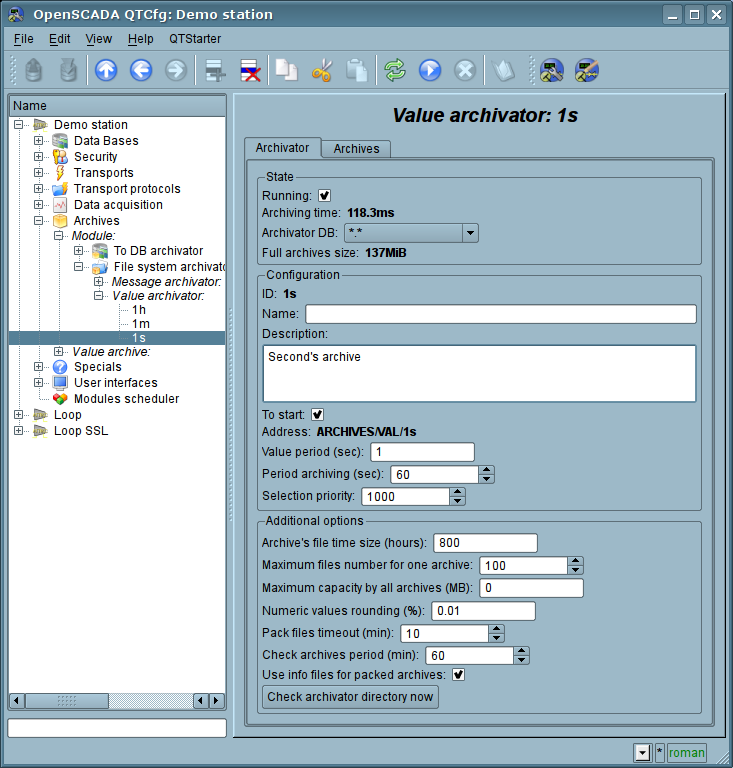 OpenSCADA QTCfg: Demo station
File Edit View Help QTStarter
Name
Demo station
Data Bases
Security
Transports
Transport protocols
Data acquisition
Archives
Module:
To DB archivator
File system archivato
Message archivator:
Value archivator:
1h
1m
1s
Value archive:
Specials
User interfaces
Modules scheduler
Loop
Loop SSL
Value archivator: 1s
Archivator Archives
State
Running:
Archiving time: 118.3ms
Archivator DB: *.*
Full archives size: 137MiB
Configuration
ID: 1s
Name:
Description:
Second's archive
To start:
Address: ARCHIVES/VAL/1s
Value period (sec): 1
Period archiving (sec): 60
Selection priority: 1000
Additional options
Archive's file time size (hours): 800
Maximum files number for one archive: 100
Maximum capacity by all archives (MB): 0
Numeric values rounding (%): 0.01
Pack files timeout (min): 10
Check archives period (min): 60
Use info files for packed archives:
Check archivator directory now
* roman